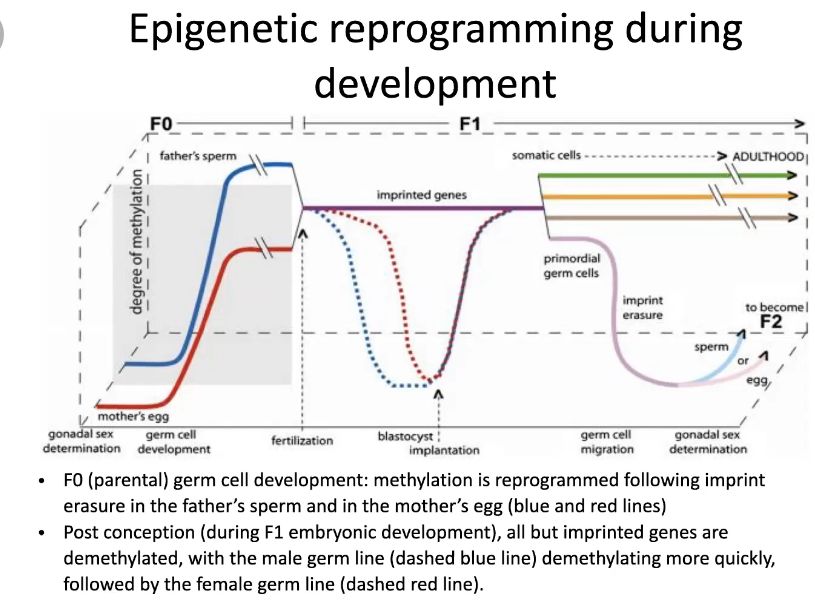 Epigenetic reprogramming during
development
F0
F1
father's sperm
somatic cells
ADULTHOOD
imprinted genes
degree of methylation
primordial
germ cells
imprint
erasure
to become
F2
sperm
or
egg
mother's egg
gonadal sex
determination
germ cell
development
fertilization
blastocyst
implantation
germ cell
migration
gonadal sex
determination
• F0 (parental) germ cell development: methylation is reprogrammed following imprint
erasure in the father's sperm and in the mother's egg (blue and red lines)
• Post conception (during F1 embryonic development), all but imprinted genes are
demethylated, with the male germ line (dashed blue line) demethylating more quickly,
followed by the female germ line (dashed red line).